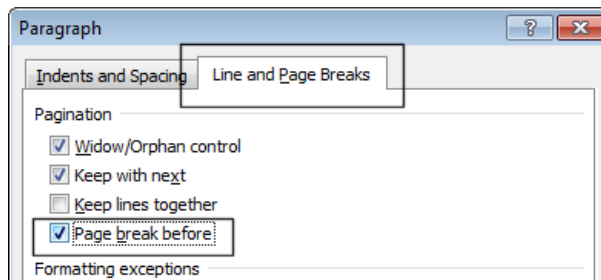 Paragraph
Indents and Spacing Line and Page Breaks
Pagination
Widow/Orphan control
Keep with next
Keep lines together
Page break before
Formatting exceptions